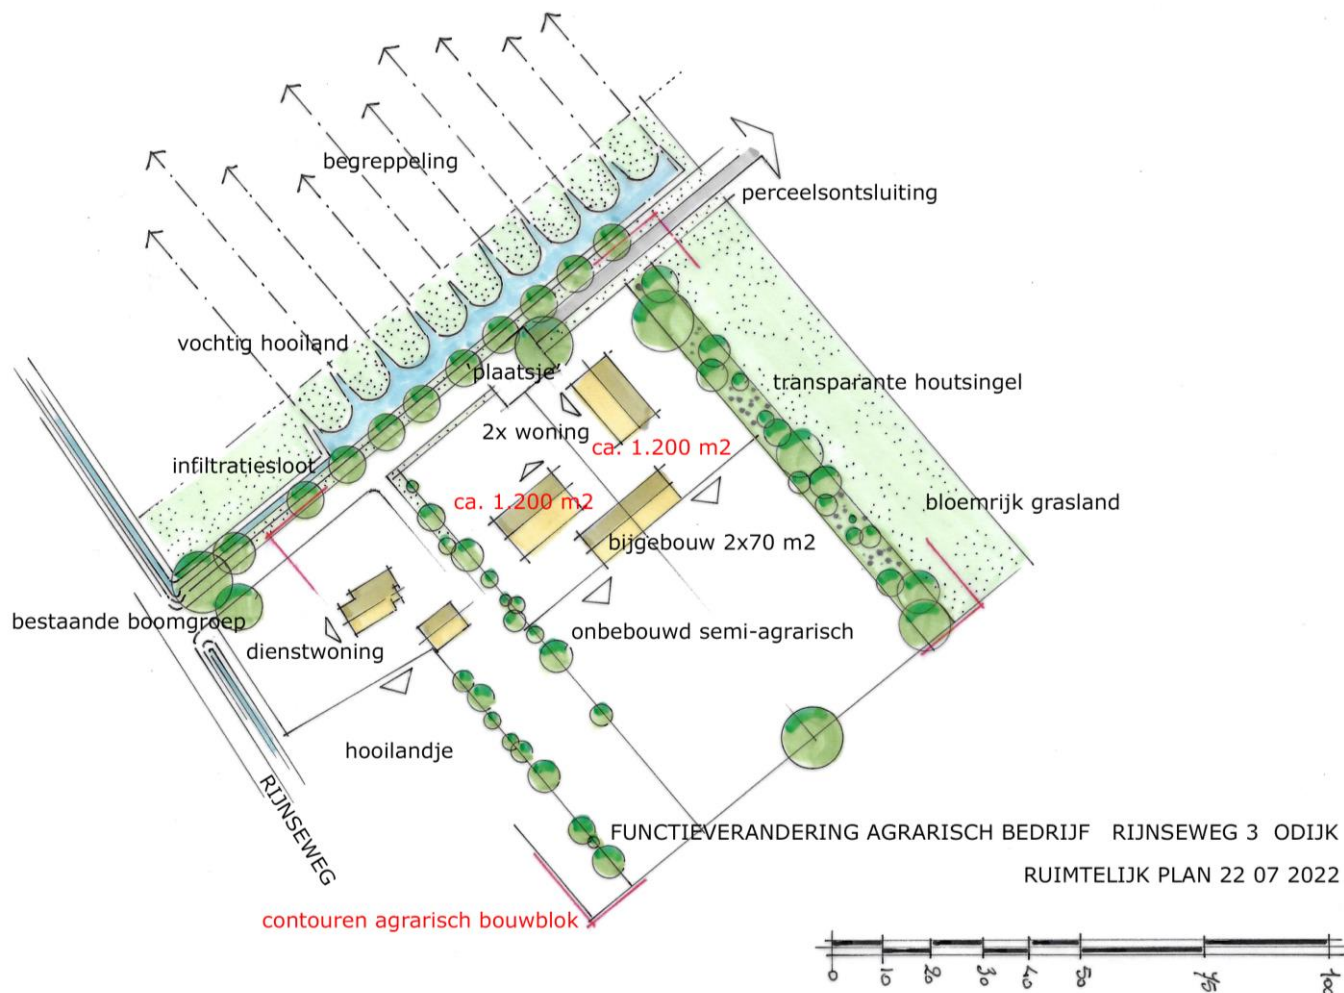 begreppeling
perceelsontsluiting
vochtig hooiland
'plaatsje'
transparante houtsingel
2x woning
ca. 1.200 m2
infiltratiesloot
ca. 1.200 m2
bloemrijk grasland
bijgebouw 2x70 m2
bestaande boomgroep
onbebouwd semi-agrarisch
dienstwoning
hooilandje
RIJNSEWEG
FUNCTIEVERANDERING AGRARISCH BEDRIJF RIJNSEWEG 3 ODIJK
RUIMTELIJK PLAN 22 07 2022
contouren agrarisch bouwblok
0 10 20 30 40 50 75 100